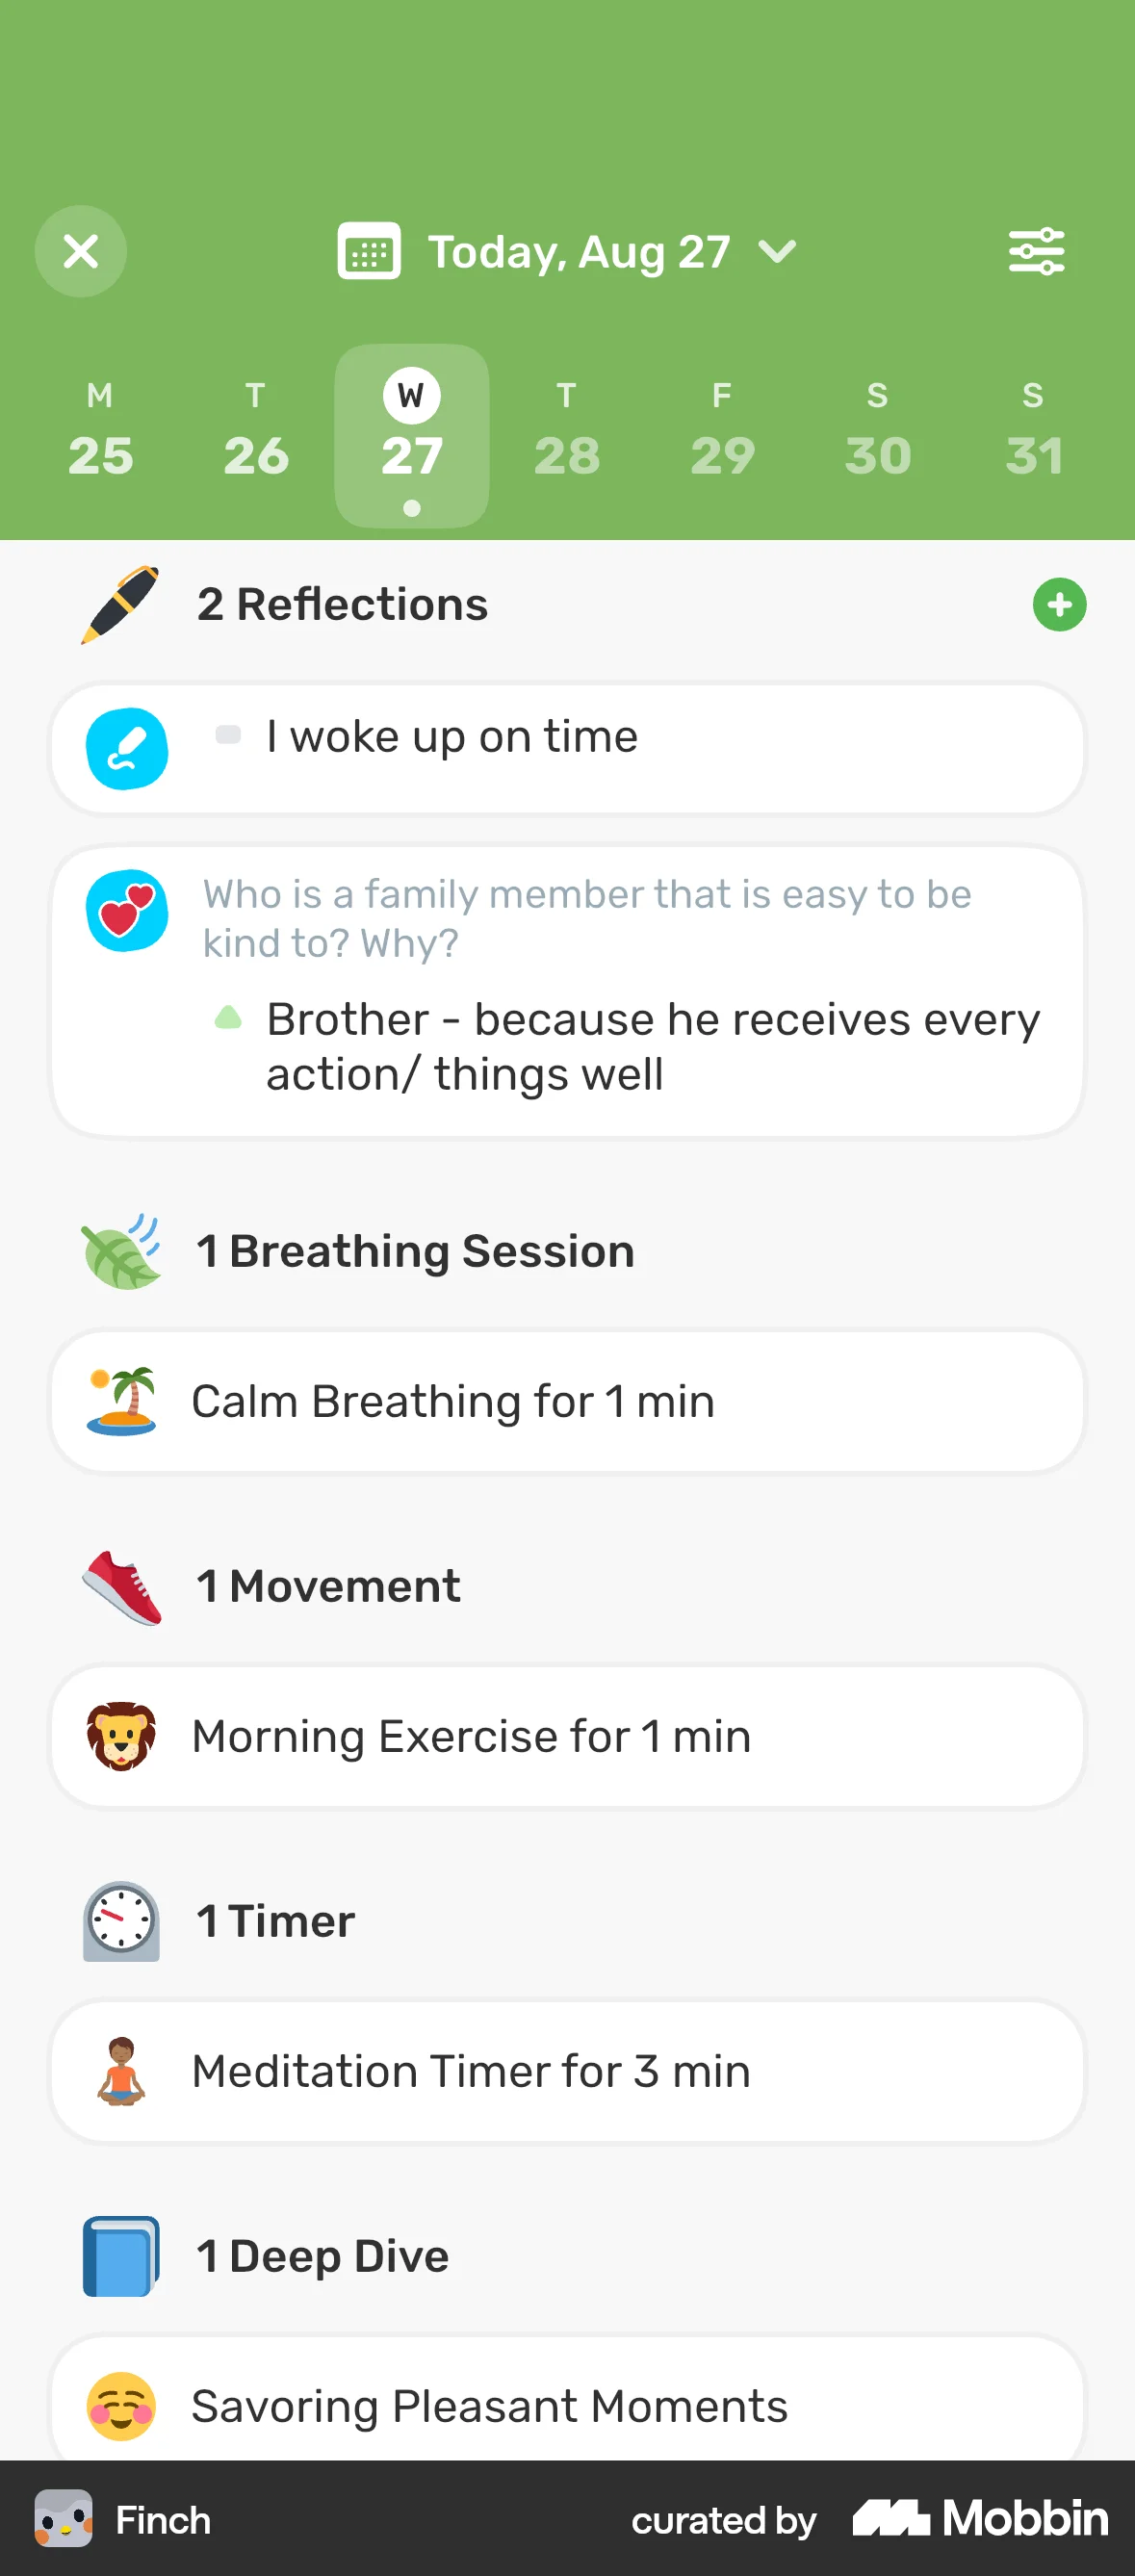 Today, Aug 27
M T W T F S S
25 26 27 28 29 30 31
2 Reflections
I woke up on time
Who is a family member that is easy to be
kind to? Why?
Brother - because he receives every
action/ things well
1 Breathing Session
Calm Breathing for 1 min
1 Movement
Morning Exercise for 1 min
1 Timer
Meditation Timer for 3 min
1 Deep Dive
Savoring Pleasant Moments
Finch
curated by Mobbin